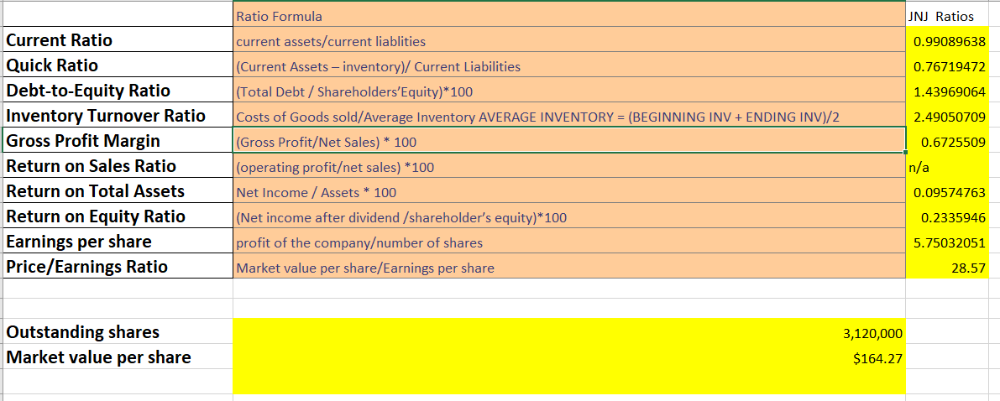 Ratio Formula JNJ Ratios
Current Ratio current assets/current liablities 0.99089638
Quick Ratio (Current Assets – inventory)/ Current Liabilities 0.76719472
Debt-to-Equity Ratio (Total Debt / Shareholders'Equity)*100 1.43969064
Inventory Turnover Ratio Costs of Goods sold/Average Inventory AVERAGE INVENTORY = (BEGINNING INV + ENDING INV)/2 2.49050709
Gross Profit Margin (Gross Profit/Net Sales) * 100 0.6725509
Return on Sales Ratio (operating profit/net sales) *100 n/a
Return on Total Assets Net Income / Assets * 100 0.09574763
Return on Equity Ratio (Net income after dividend /shareholder's equity)*100 0.2335946
Earnings per share profit of the company/number of shares 5.75032051
Price/Earnings Ratio Market value per share/Earnings per share 28.57
Outstanding shares 3,120,000
Market value per share $164.27